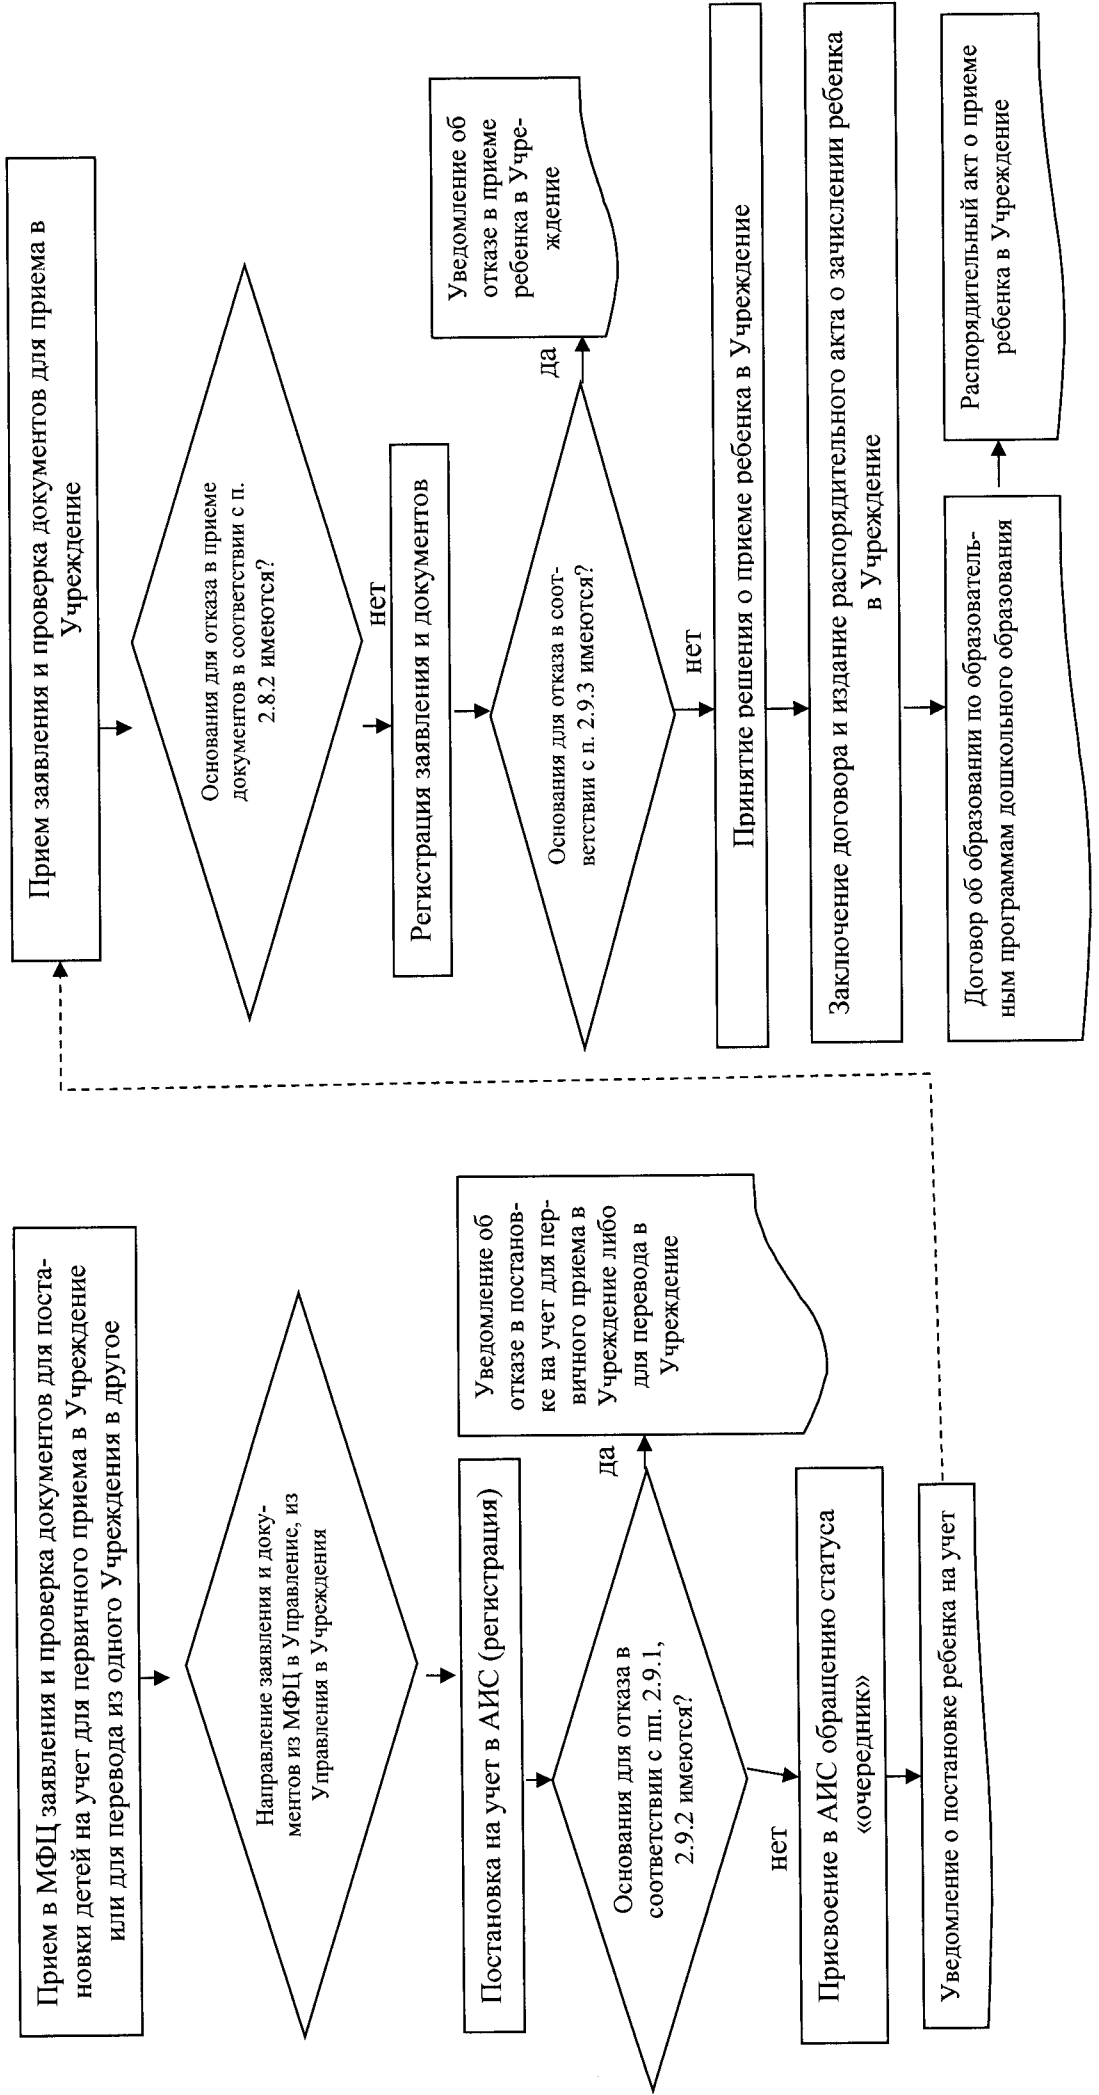 Прием в МФЦ заявления и проверка документов для поста-
новки детей на учет для первичного приема в Учреждение
или для перевода из одного Учреждения в другое
Направление заявления и доку-
ментов из МФЦ в Управление, из
Управления в Учреждения
Постановка на учет в АИС (регистрация)
Основания для отказа в
соответствии с пп. 2.9.1,
2.9.2 имеются?
да
Уведомление об
отказе в постанов-
ке на учет для пер-
вичного приема в
Учреждение либо
для перевода в
Учреждение
нет
Присвоение в АИС обращению статуса
«очередник»
Уведомление о постановке ребенка на учет
Прием заявления и проверка документов для приема в
Учреждение
Основания для отказа в приеме
документов в соответствии с п.
2.8.2 имеются?
нет
Регистрация заявления и документов
Основания для отказа в соот-
ветствии с п. 2.9.3 имеются?
да
Уведомление об
отказе в приеме
ребенка в Учре-
ждение
нет
Принятие решения о приеме ребенка в Учреждение
Заключение договора и издание распорядительного акта о зачислении ребенка
в Учреждение
Договор об образовании по образователь-
ным программам дошкольного образования
Распорядительный акт о приеме
ребенка в Учреждение